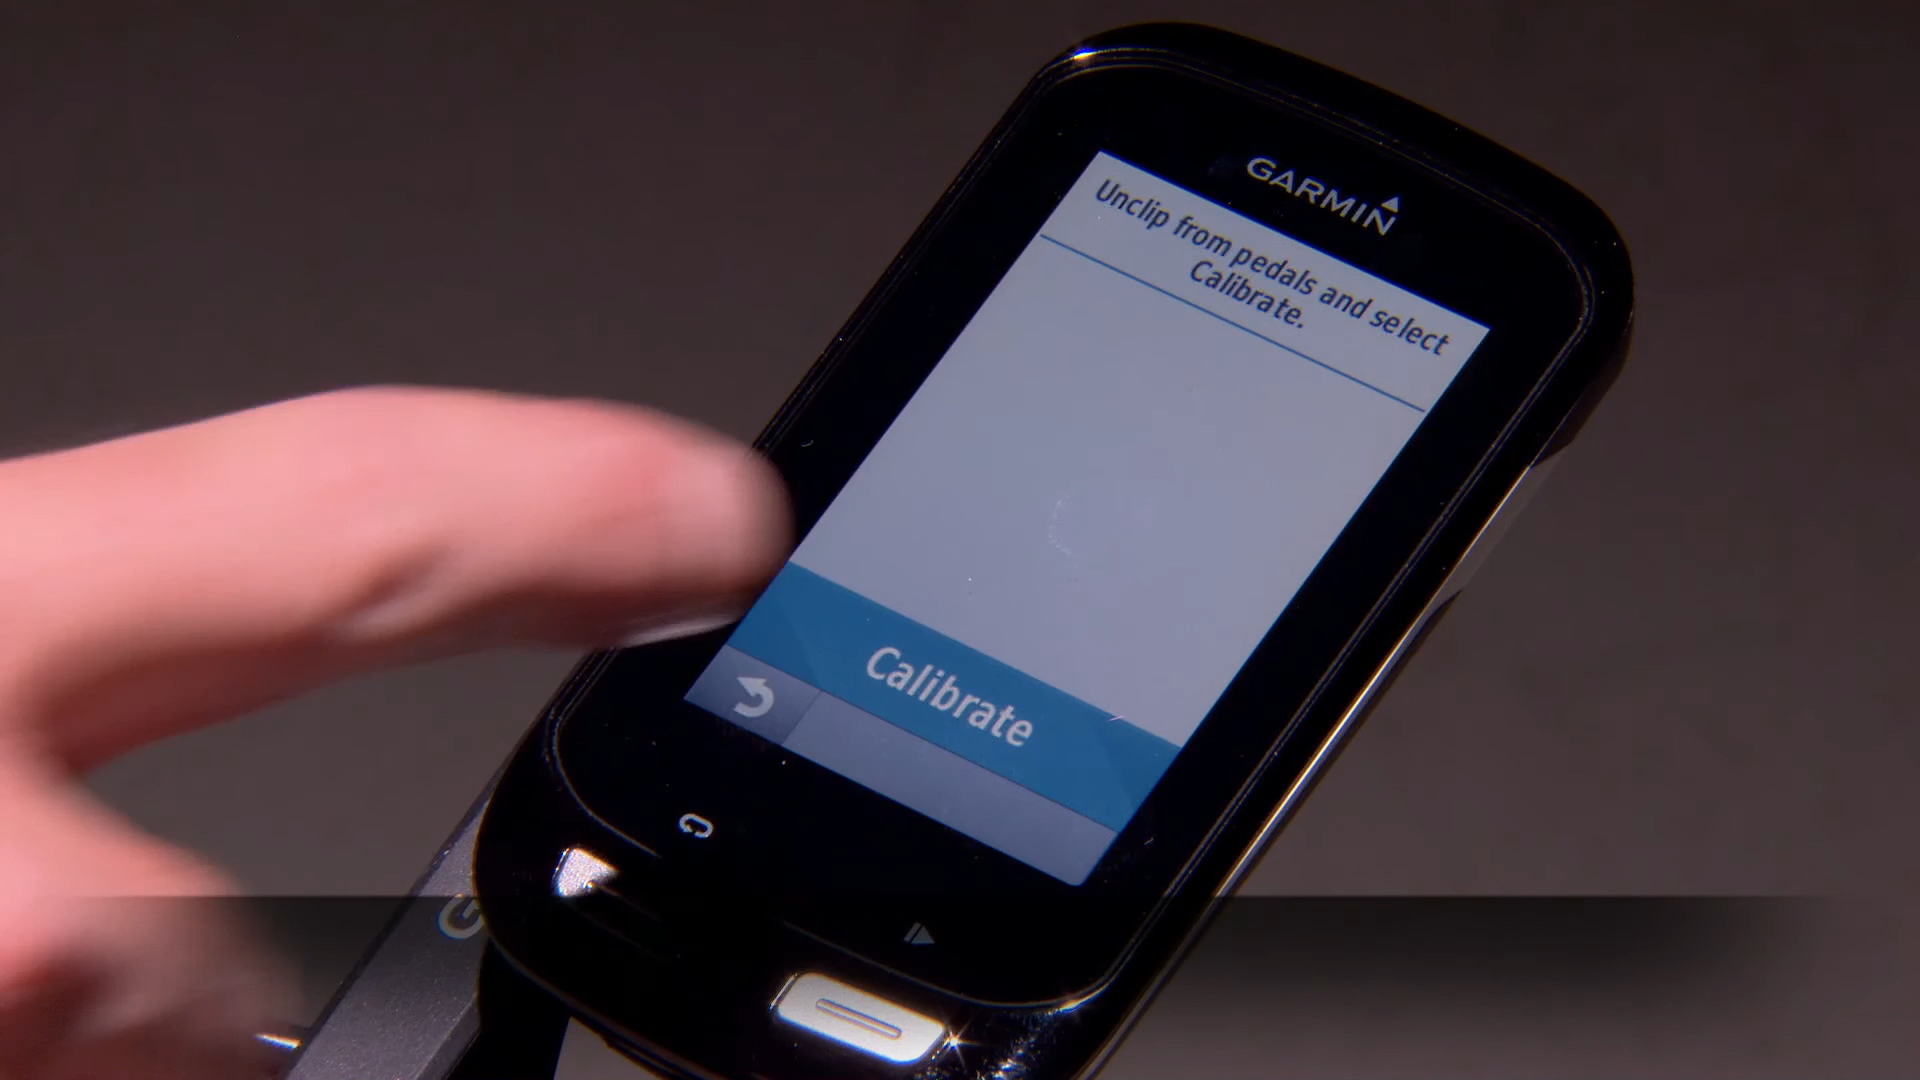 GARMIN
Unclip from pedals and select
Calibrate.
Calibrate
G